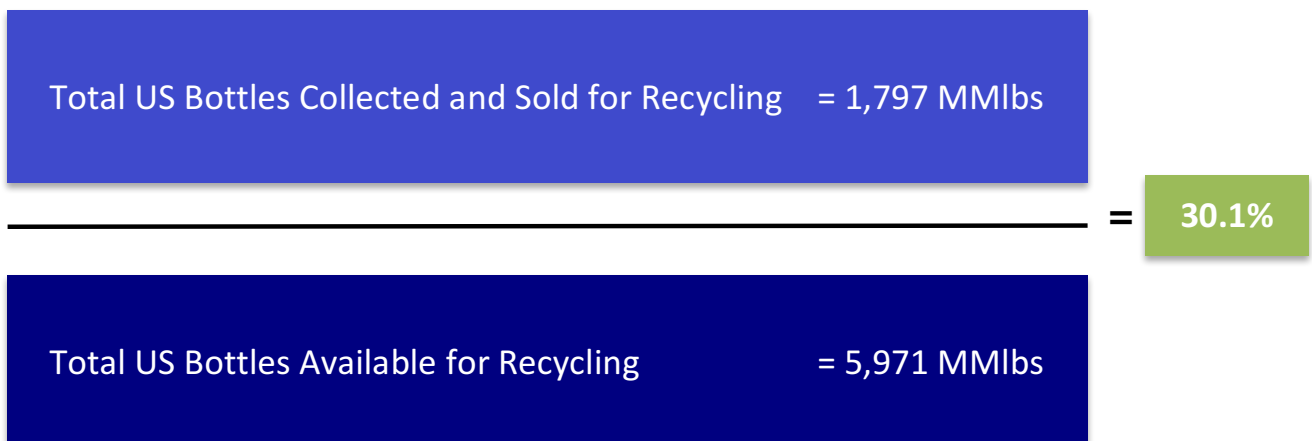 Total US Bottles Collected and Sold for Recycling = 1,797 MMlbs
= 30.1%
Total US Bottles Available for Recycling = 5,971 MMlbs